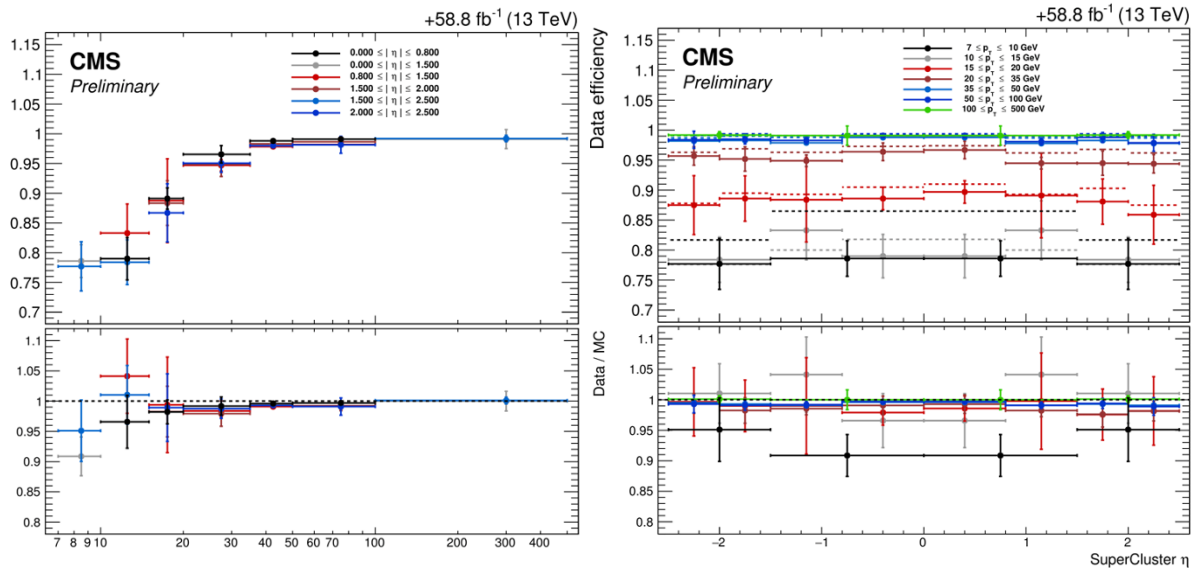 +58.8 fb⁻¹ (13 TeV)
CMS
Preliminary
0.000 ≤ | η | ≤ 0.800
0.000 ≤ | η | ≤ 1.500
0.800 ≤ | η | ≤ 1.500
1.500 ≤ | η | ≤ 2.000
1.500 ≤ | η | ≤ 2.500
2.000 ≤ | η | ≤ 2.500
1.15
1.1
1.05
1
0.95
0.9
0.85
0.8
0.75
0.7
1.1
1.05
1
0.95
0.9
0.85
0.8
7 8 9 10 20 30 40 50 60 70 100 200 300 400
+58.8 fb⁻¹ (13 TeV)
Data efficiency
CMS
Preliminary
7 ≤ p_T ≤ 10 GeV
10 ≤ p_T ≤ 15 GeV
15 ≤ p_T ≤ 20 GeV
20 ≤ p_T ≤ 35 GeV
35 ≤ p_T ≤ 50 GeV
50 ≤ p_T ≤ 100 GeV
100 ≤ p_T ≤ 500 GeV
1.15
1.1
1.05
1
0.95
0.9
0.85
0.8
0.75
0.7
Data / MC
1.1
1.05
1
0.95
0.9
0.85
0.8
−2 −1 0 1 2
SuperCluster η